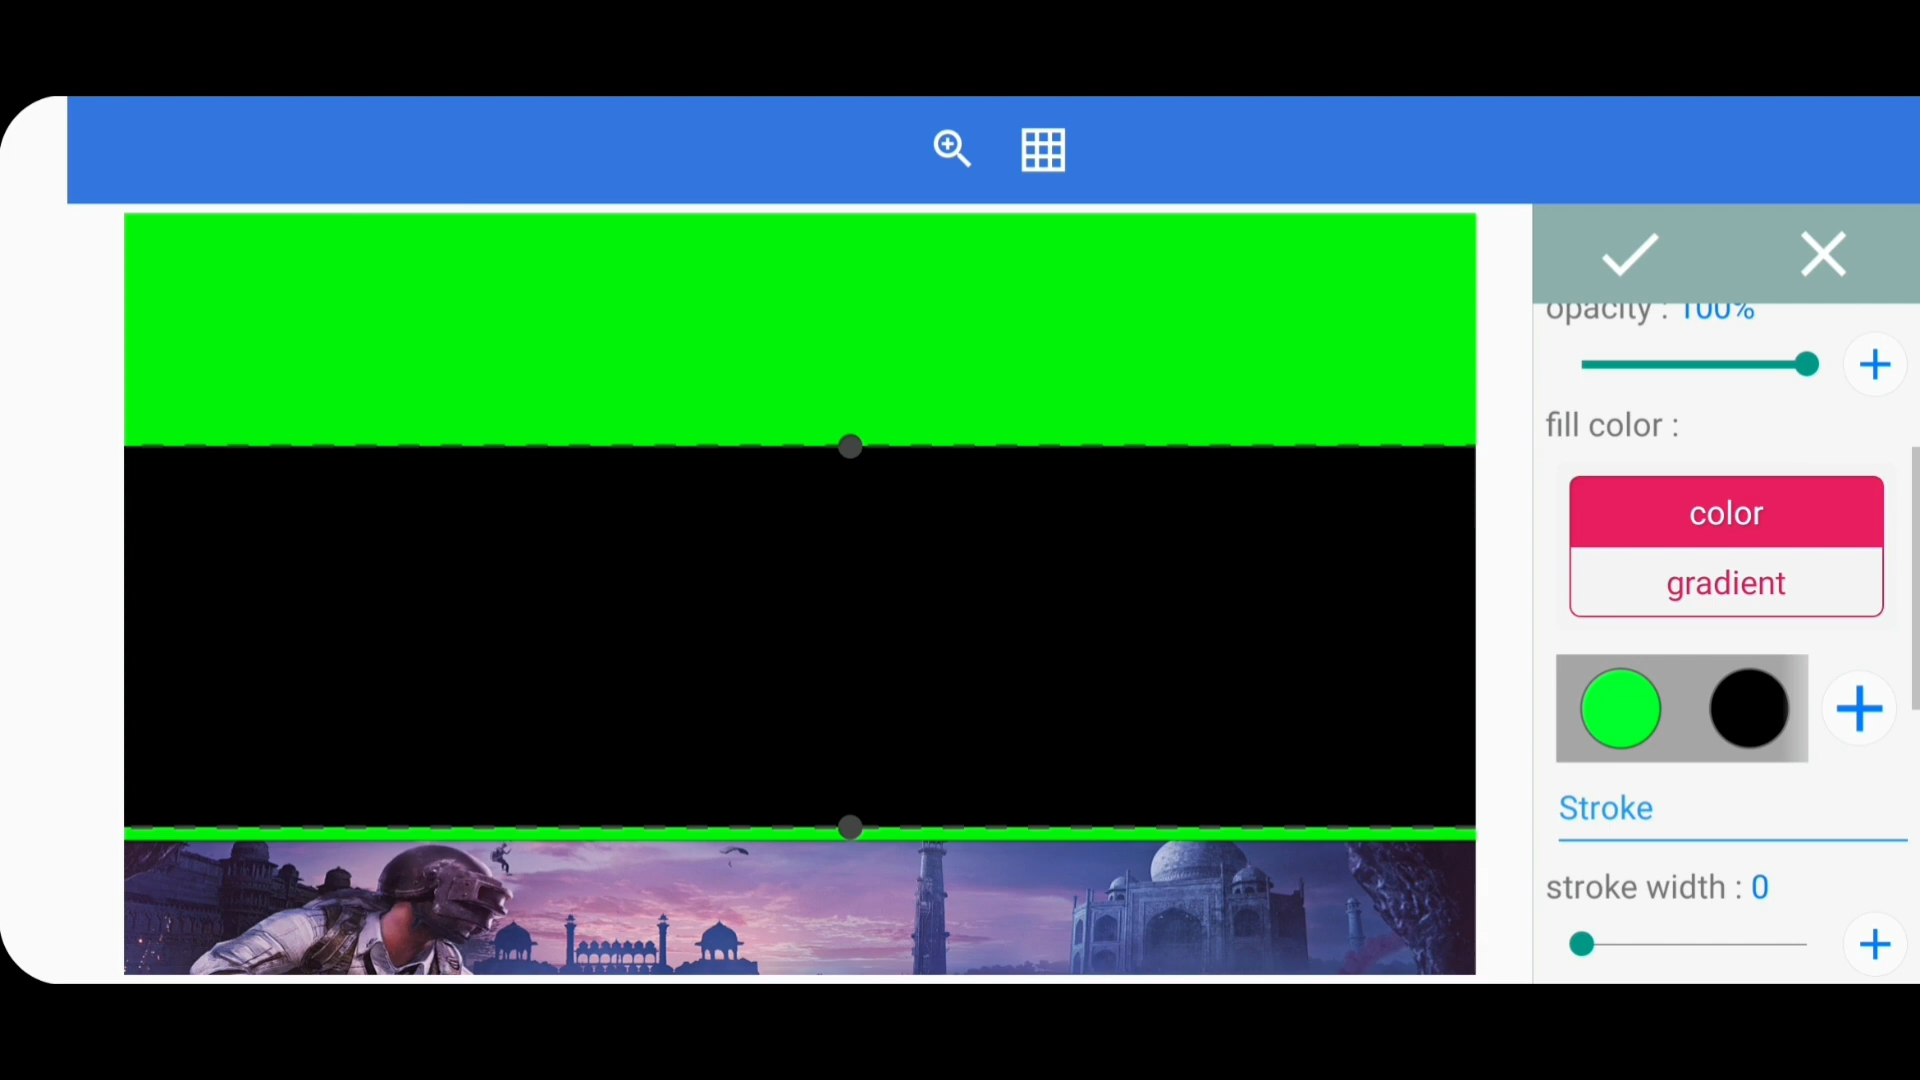 opacity : 100%
fill color :
color
gradient
Stroke
stroke width : 0